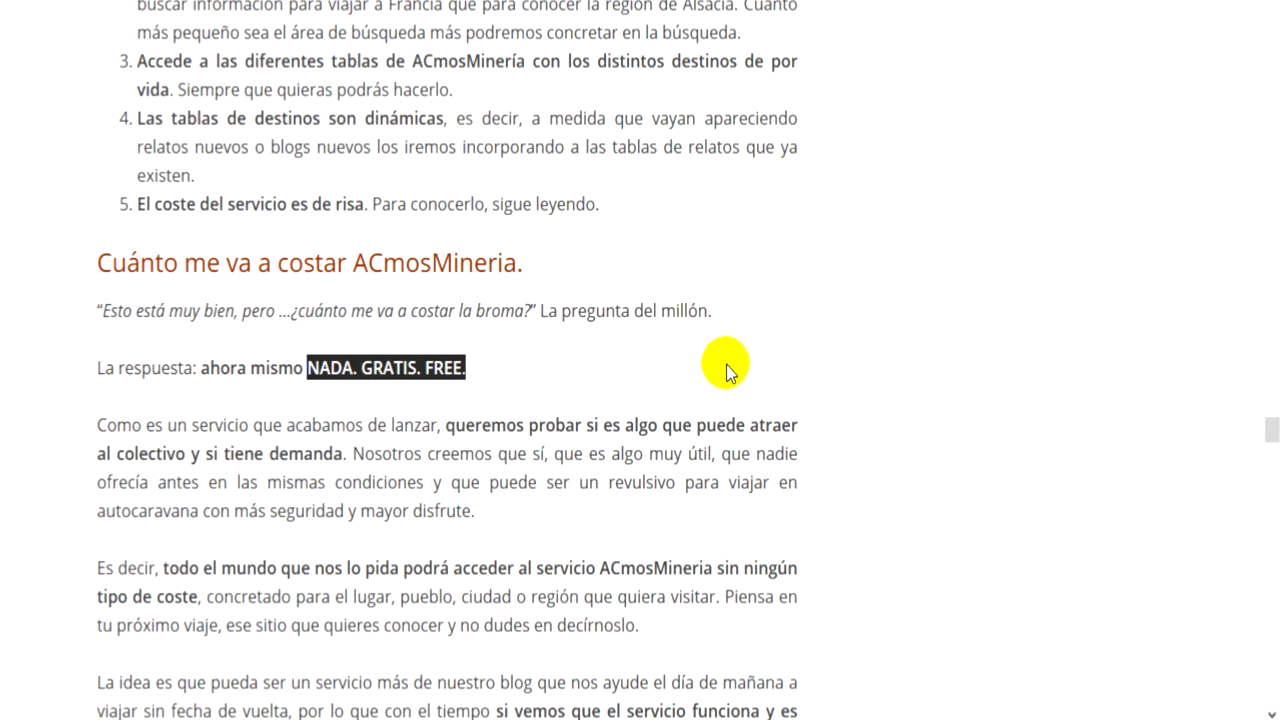 buscar información para viajar a Francia que para conocer la región de Alsacia. Cuanto
más pequeño sea el área de búsqueda más podremos concretar en la búsqueda.
3. Accede a las diferentes tablas de ACmosMinería con los distintos destinos de por
vida. Siempre que quieras podrás hacerlo.
4. Las tablas de destinos son dinámicas, es decir, a medida que vayan apareciendo
relatos nuevos o blogs nuevos los iremos incorporando a las tablas de relatos que ya
existen.
5. El coste del servicio es de risa. Para conocerlo, sigue leyendo.
Cuánto me va a costar ACmosMineria.
“Esto está muy bien, pero ...¿cuánto me va a costar la broma?” La pregunta del millón.
La respuesta: ahora mismo NADA. GRATIS. FREE.
Como es un servicio que acabamos de lanzar, queremos probar si es algo que puede atraer
al colectivo y si tiene demanda. Nosotros creemos que sí, que es algo muy útil, que nadie
ofrecía antes en las mismas condiciones y que puede ser un revulsivo para viajar en
autocaravana con más seguridad y mayor disfrute.
Es decir, todo el mundo que nos lo pida podrá acceder al servicio ACmosMineria sin ningún
tipo de coste, concretado para el lugar, pueblo, ciudad o región que quiera visitar. Piensa en
tu próximo viaje, ese sitio que quieres conocer y no dudes en decírnoslo.
La idea es que pueda ser un servicio más de nuestro blog que nos ayude el día de mañana a
viajar sin fecha de vuelta, por lo que con el tiempo si vemos que el servicio funciona y es